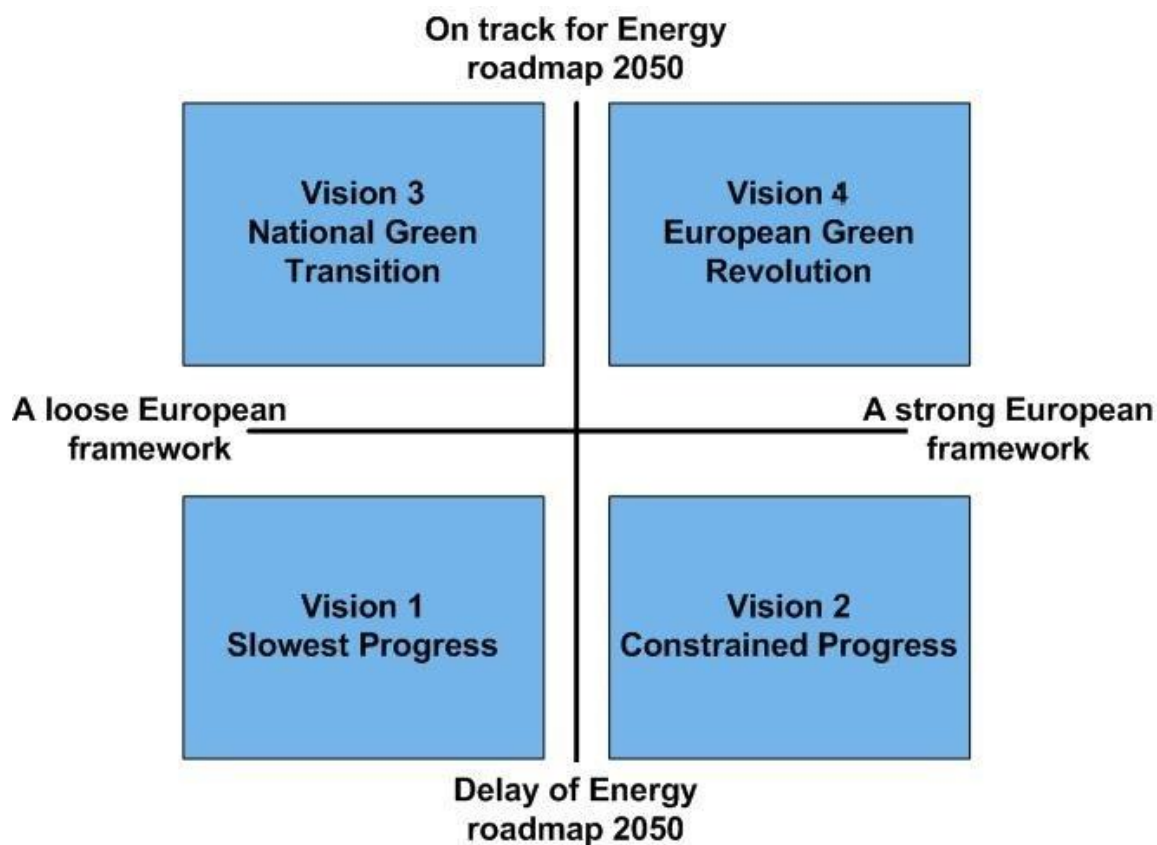 On track for Energy
roadmap 2050
Vision 3
National Green
Transition
Vision 4
European Green
Revolution
A loose European
framework
A strong European
framework
Vision 1
Slowest Progress
Vision 2
Constrained Progress
Delay of Energy
roadmap 2050